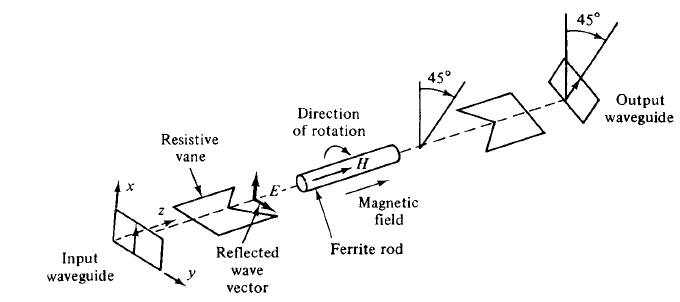 45°
45°
Output
waveguide
Direction
of rotation
Resistive
vane
H
x
E
z
Magnetic
field
Input
waveguide
y
Reflected
wave
vector
Ferrite rod